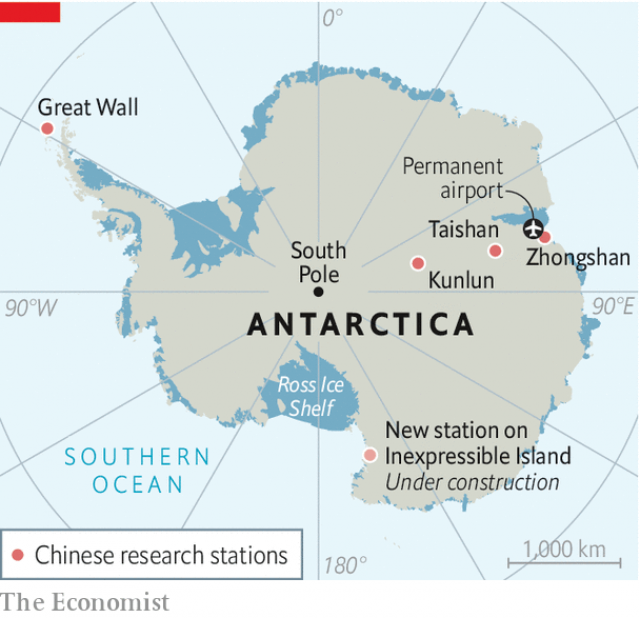 0°
Great Wall
Permanent
airport
Taishan
Zhongshan
South
Pole
Kunlun
90°W
90°E
ANTARCTICA
Ross Ice
Shelf
New station on
Inexpressible Island
Under construction
SOUTHERN
OCEAN
Chinese research stations
1,000 km
180°
The Economist